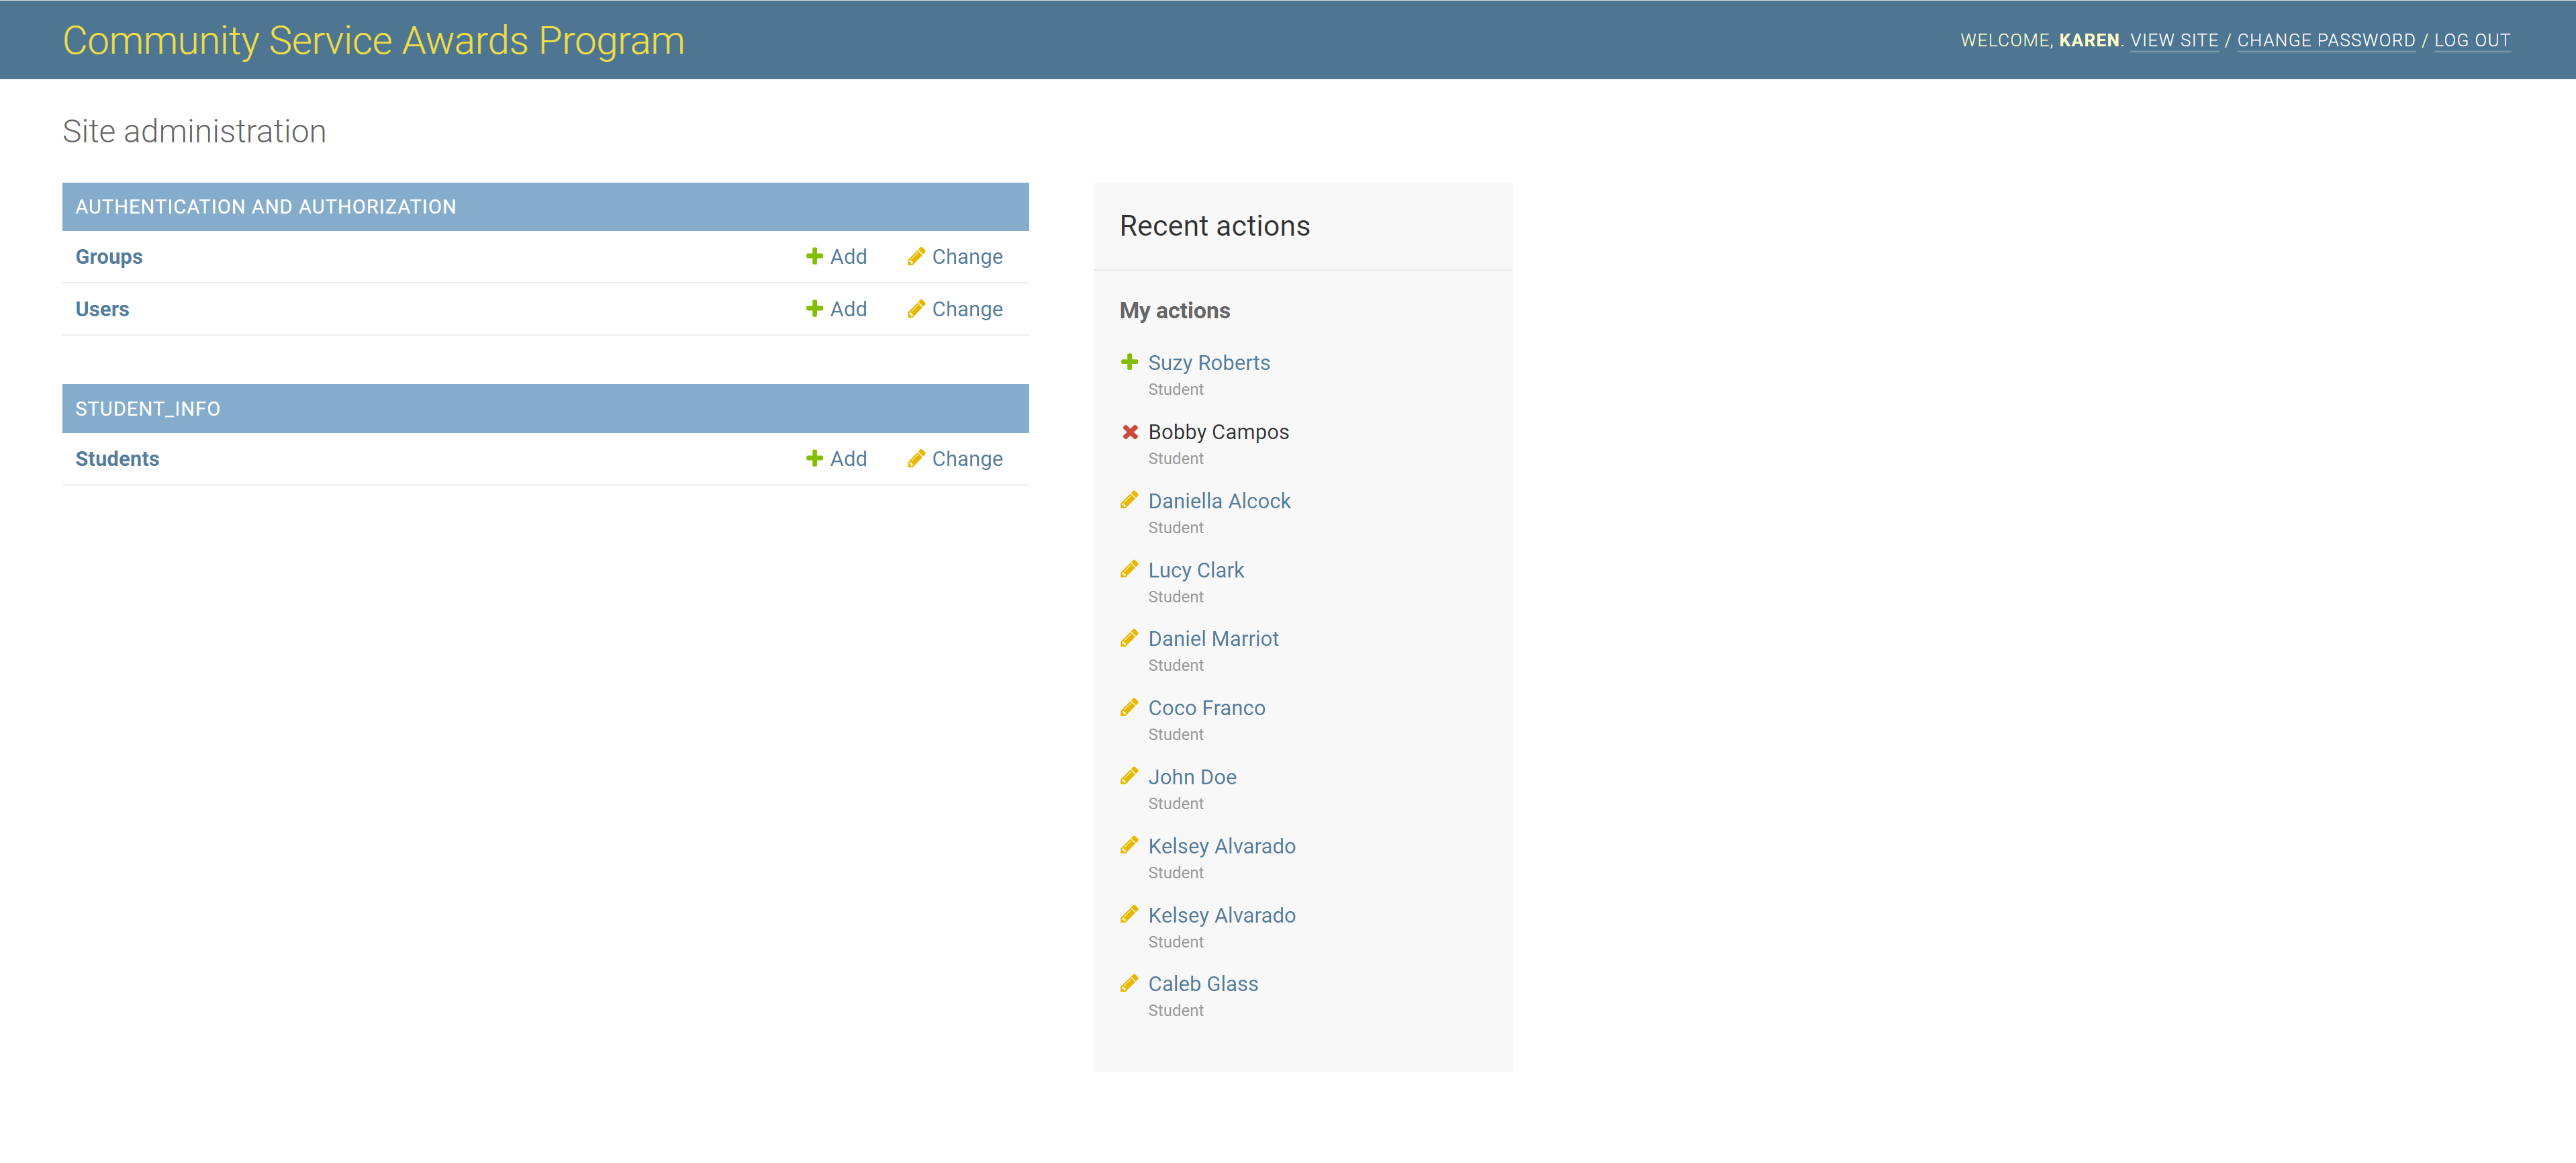 Community Service Awards Program
WELCOME, KAREN. VIEW SITE / CHANGE PASSWORD / LOG OUT
Site administration
AUTHENTICATION AND AUTHORIZATION
Groups Add Change
Users Add Change
STUDENT_INFO
Students Add Change
Recent actions
My actions
Suzy Roberts
Student
Bobby Campos
Student
Daniella Alcock
Student
Lucy Clark
Student
Daniel Marriot
Student
Coco Franco
Student
John Doe
Student
Kelsey Alvarado
Student
Kelsey Alvarado
Student
Caleb Glass
Student